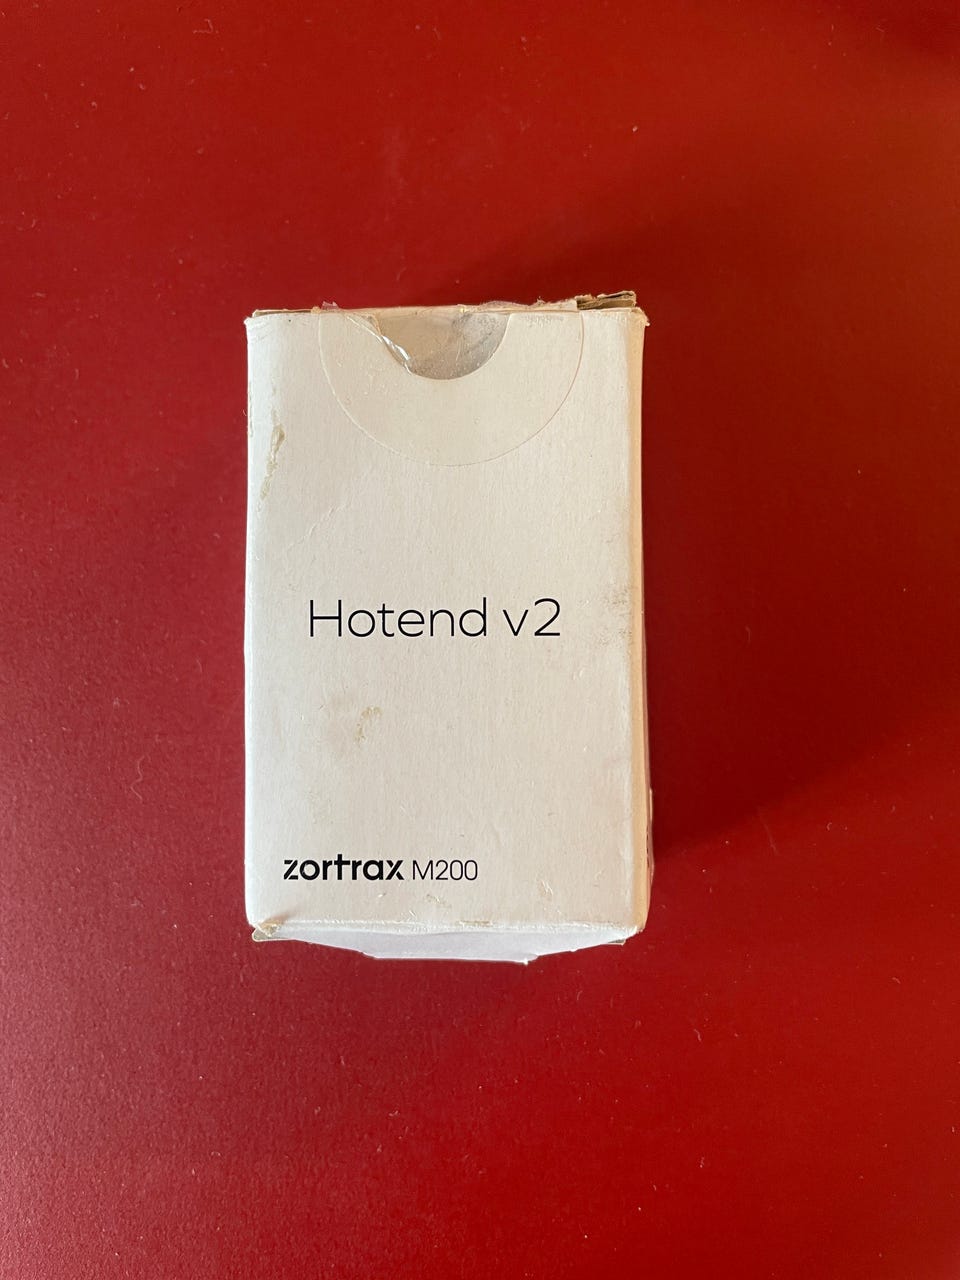 Hotend v2
zortrax M200